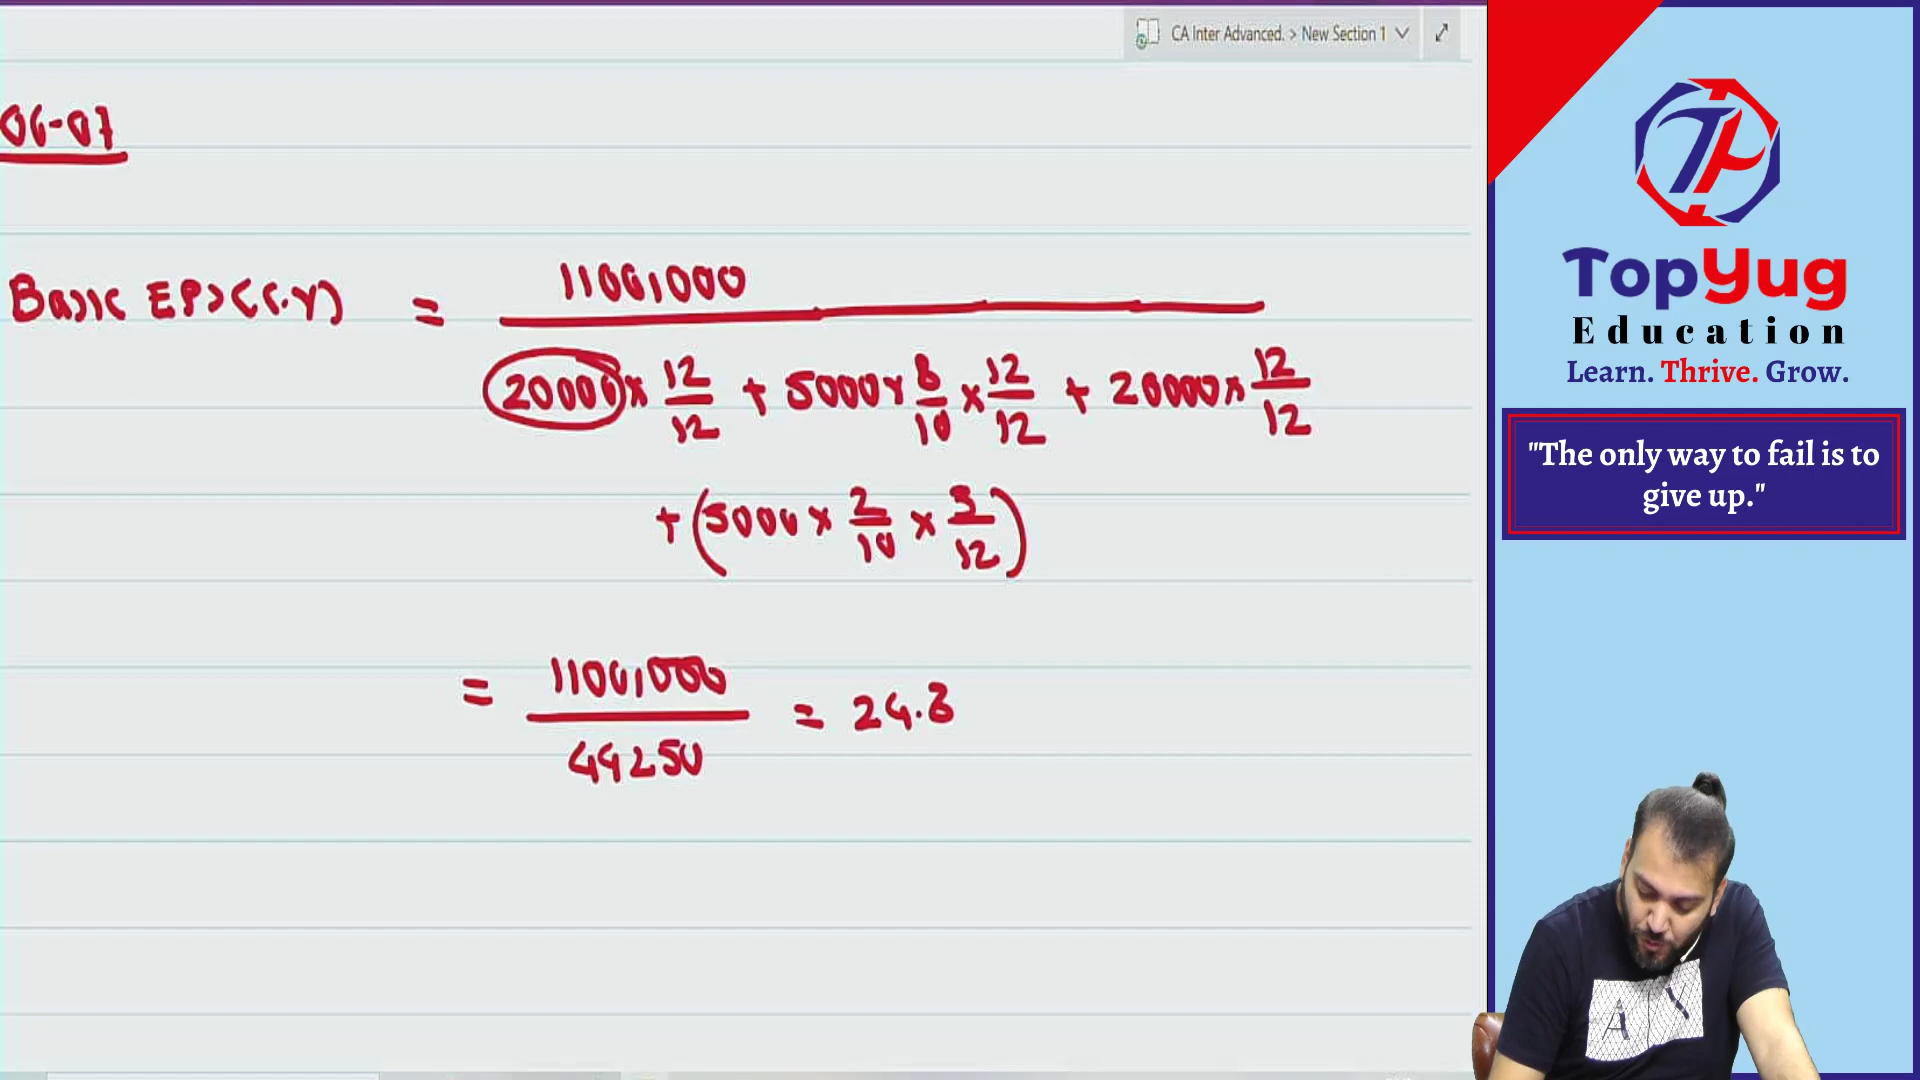 CA Inter Advanced. > New Section 1
06-07
Basic EPS (C.Y) = 1100,000
20000 × 12/12 + 5000 × 8/10 × 12/12 + 20000 × 12/12
+ (5000 × 2/10 × 3/12)
= 1100,000 / 44250 = 24.8
TopYug
Education
Learn. Thrive. Grow.
"The only way to fail is to
give up."
A